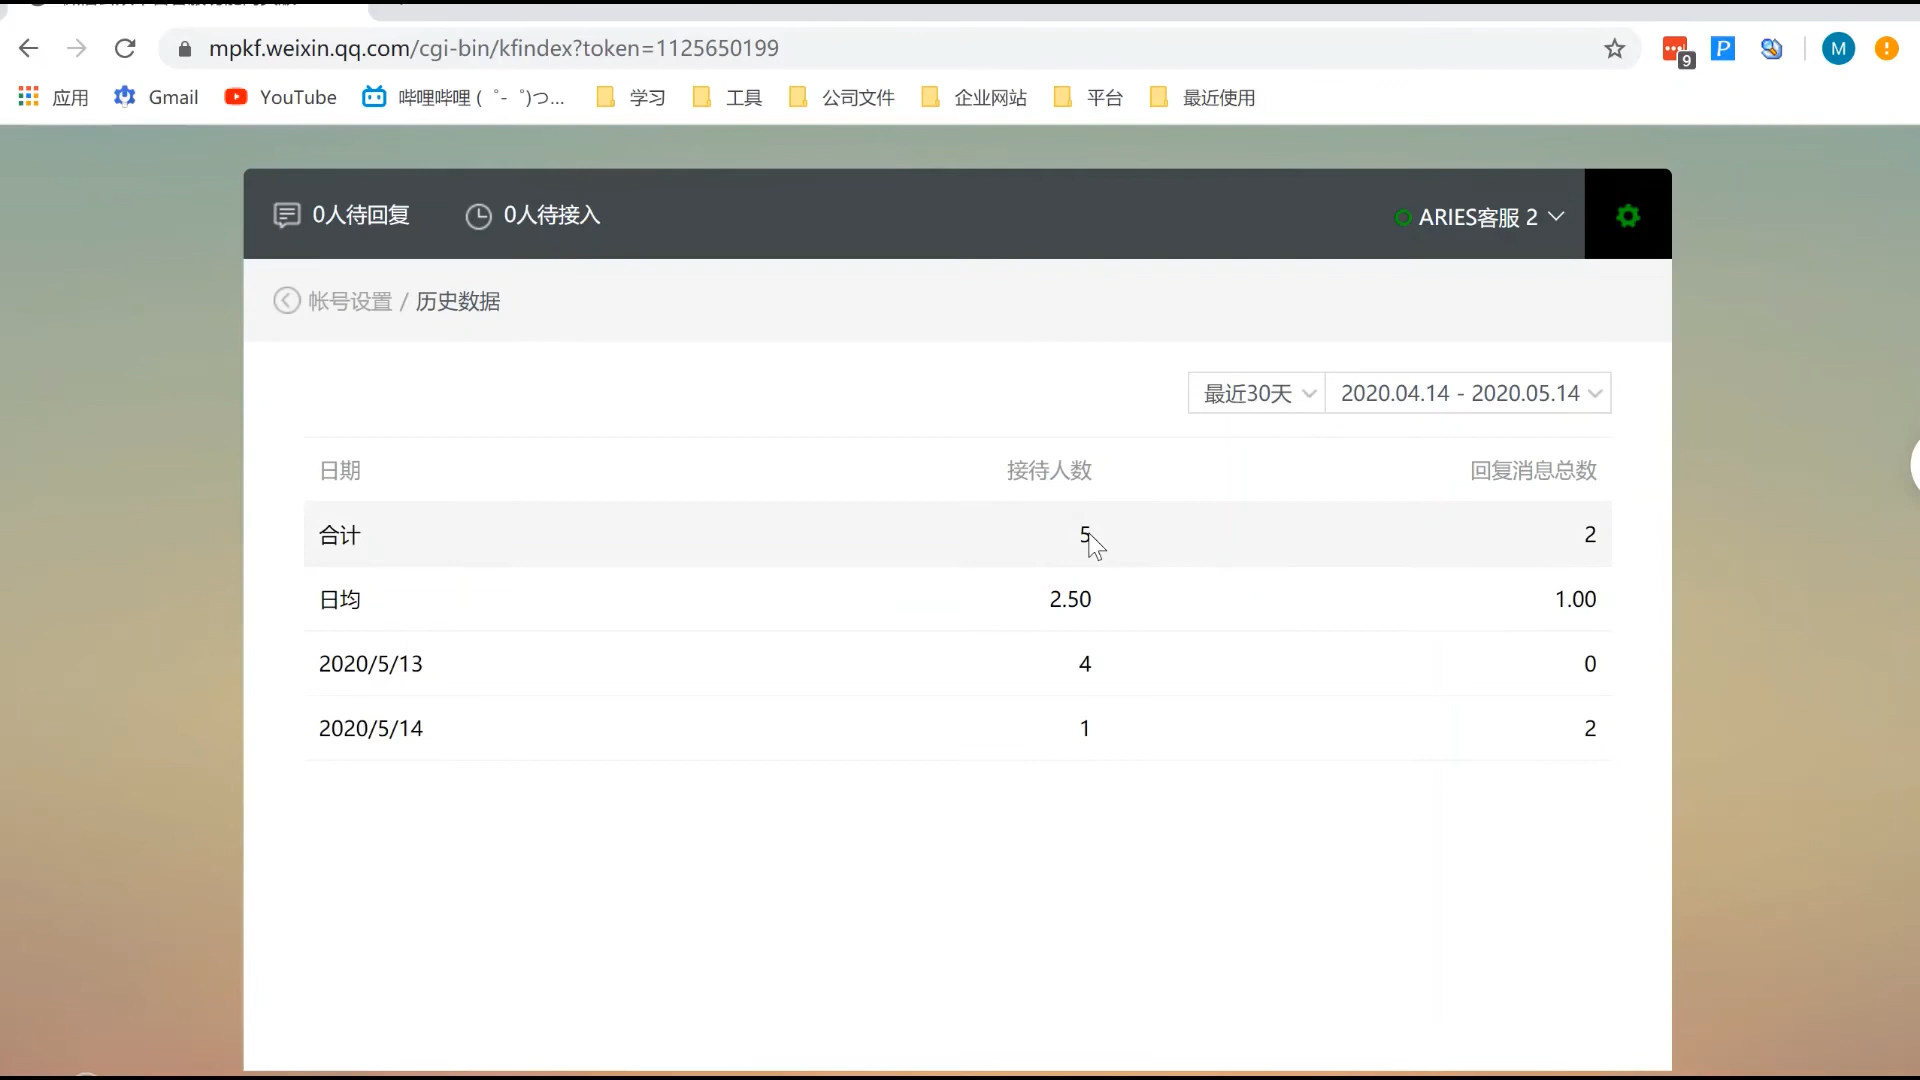 mpkf.weixin.qq.com/cgi-bin/kfindex?token=1125650199
9
P
M
应用 Gmail YouTube 哔哩哔哩 ( ゜- ゜)つ... 学习 工具 公司文件 企业网站 平台 最近使用
0人待回复 0人待接入 ARIES客服 2
帐号设置 / 历史数据
最近30天 2020.04.14 - 2020.05.14
日期 接待人数 回复消息总数
合计 5 2
日均 2.50 1.00
2020/5/13 4 0
2020/5/14 1 2